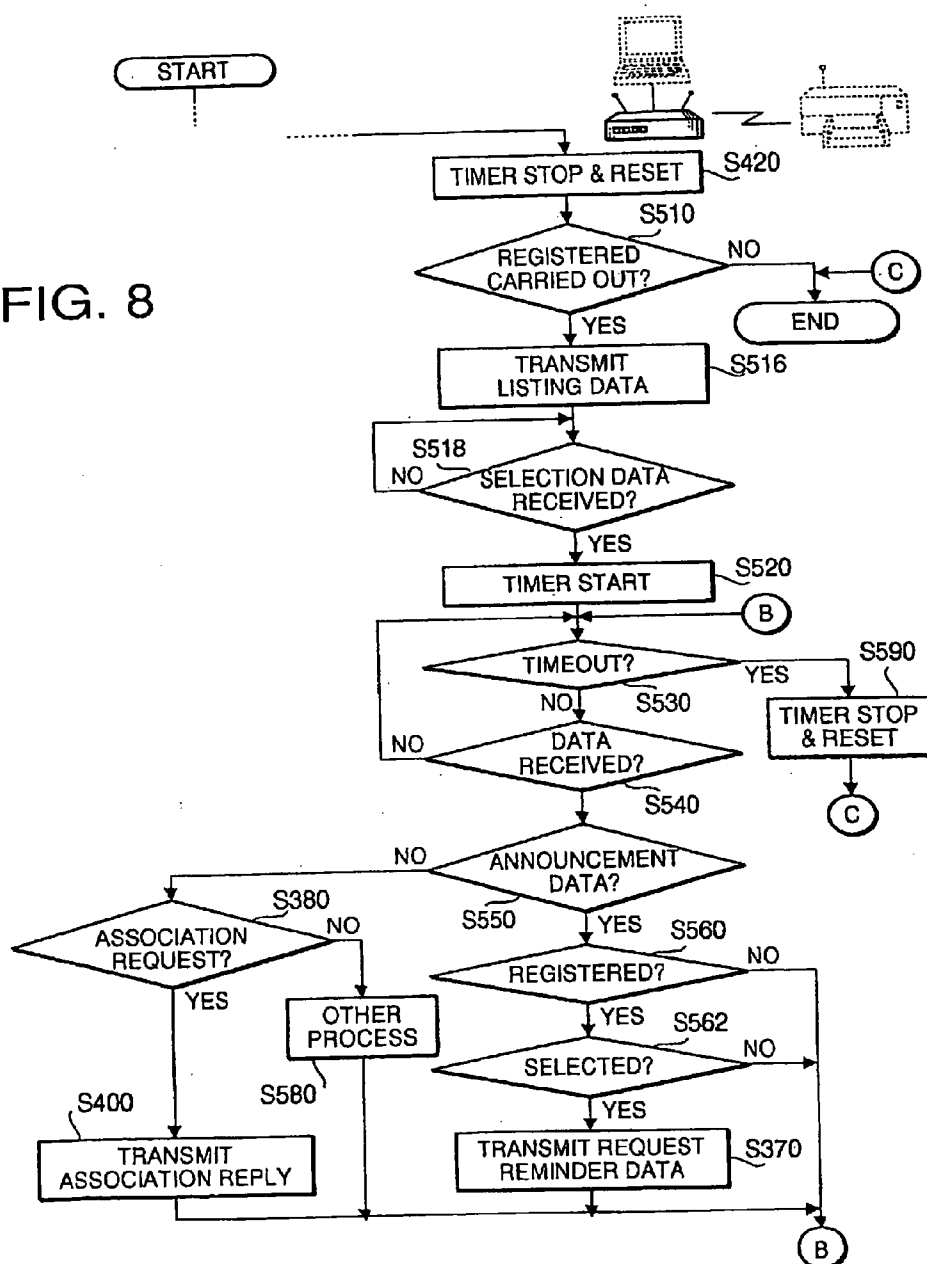 START
TIMER STOP & RESET
S420
S510
REGISTERED
CARRIED OUT?
NO
C
FIG. 8
YES
END
TRANSMIT
LISTING DATA
S516
S518
NO
SELECTION DATA
RECEIVED?
YES
TIMER START
S520
B
TIMEOUT?
YES
S590
NO
S530
TIMER STOP
& RESET
NO
DATA
RECEIVED?
S540
C
NO
ANNOUNCEMENT
DATA?
S550
YES
S380
ASSOCIATION
REQUEST?
NO
YES
S560
REGISTERED?
NO
YES
OTHER
PROCESS
S580
S562
SELECTED?
NO
YES
S400
TRANSMIT
ASSOCIATION REPLY
TRANSMIT REQUEST
REMINDER DATA
S370
B